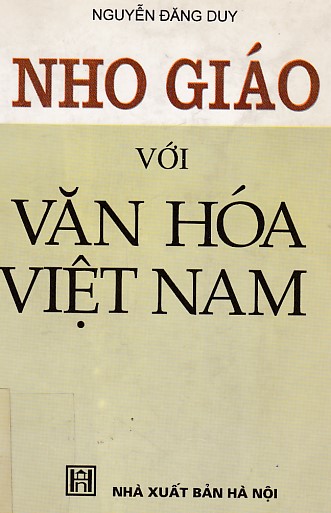 NGUYỄN ĐĂNG DUY
NHO GIÁO
VỚI
VĂN HÓA
VIỆT NAM
NHÀ XUẤT BẢN HÀ NỘI